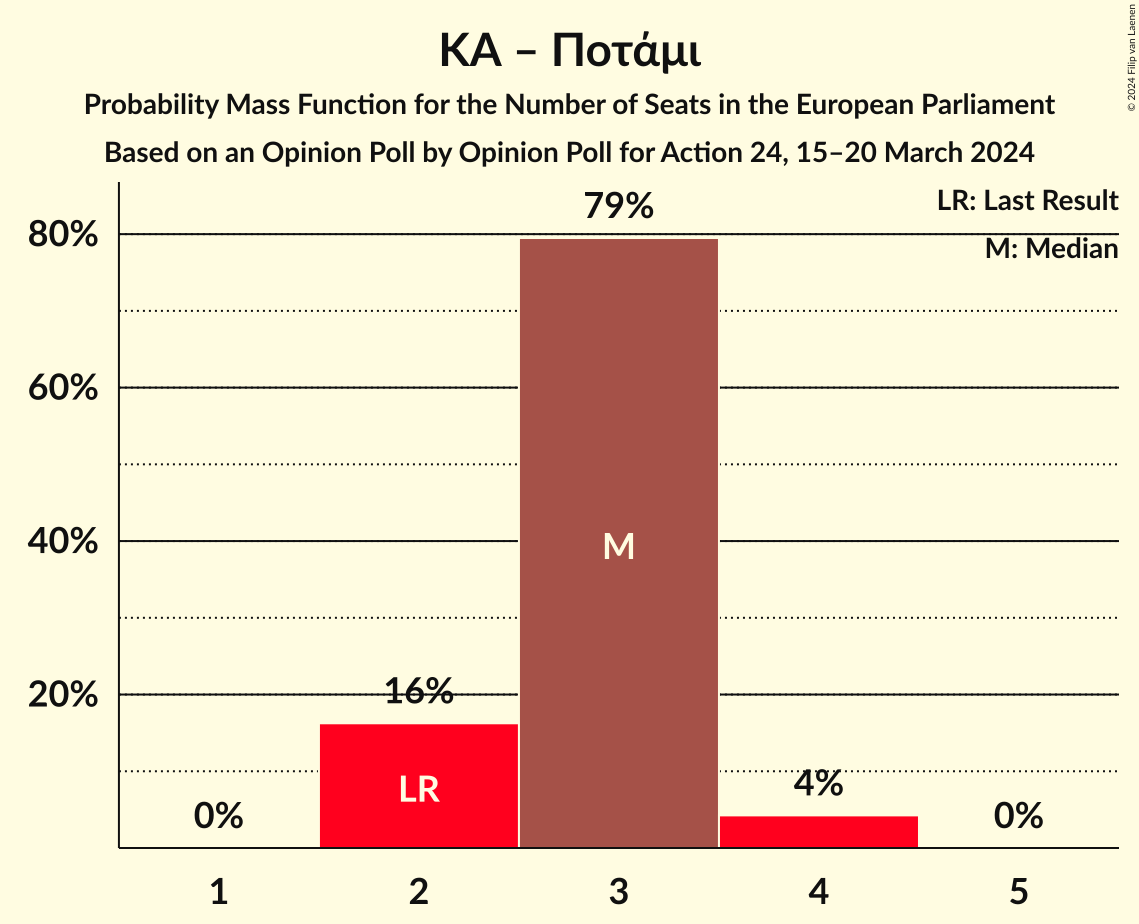 ΚΑ – Ποτάμι
Probability Mass Function for the Number of Seats in the European Parliament
Based on an Opinion Poll by Opinion Poll for Action 24, 15–20 March 2024
© 2024 Filip van Laenen
LR: Last Result
M: Median
79%
80%
60%
40%
20%
M
16%
LR
4%
0%
0%
1
2
3
4
5